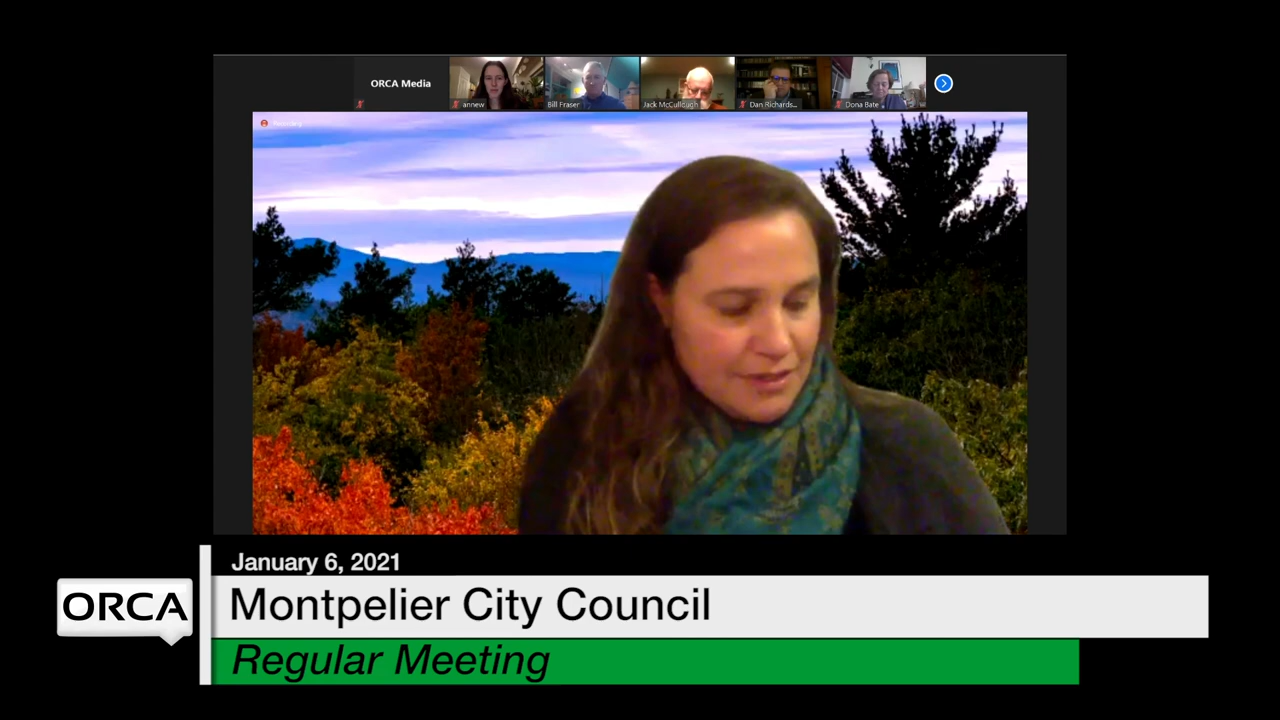 ORCA Media
annew
Bill Fraser
Jack McCullough
Dan Richards...
Dona Bate
January 6, 2021
ORCA
Montpelier City Council
Regular Meeting